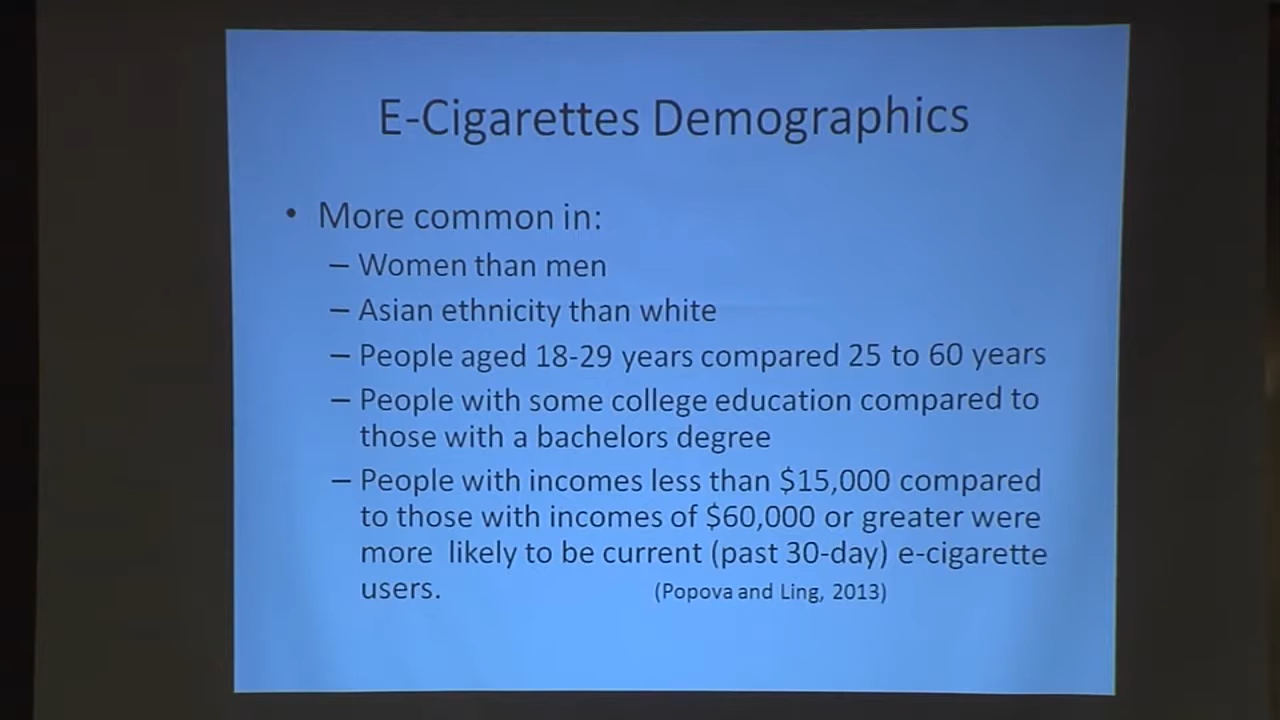 E-Cigarettes Demographics
• More common in:
– Women than men
– Asian ethnicity than white
– People aged 18-29 years compared 25 to 60 years
– People with some college education compared to
those with a bachelors degree
– People with incomes less than $15,000 compared
to those with incomes of $60,000 or greater were
more likely to be current (past 30-day) e-cigarette
users. (Popova and Ling, 2013)